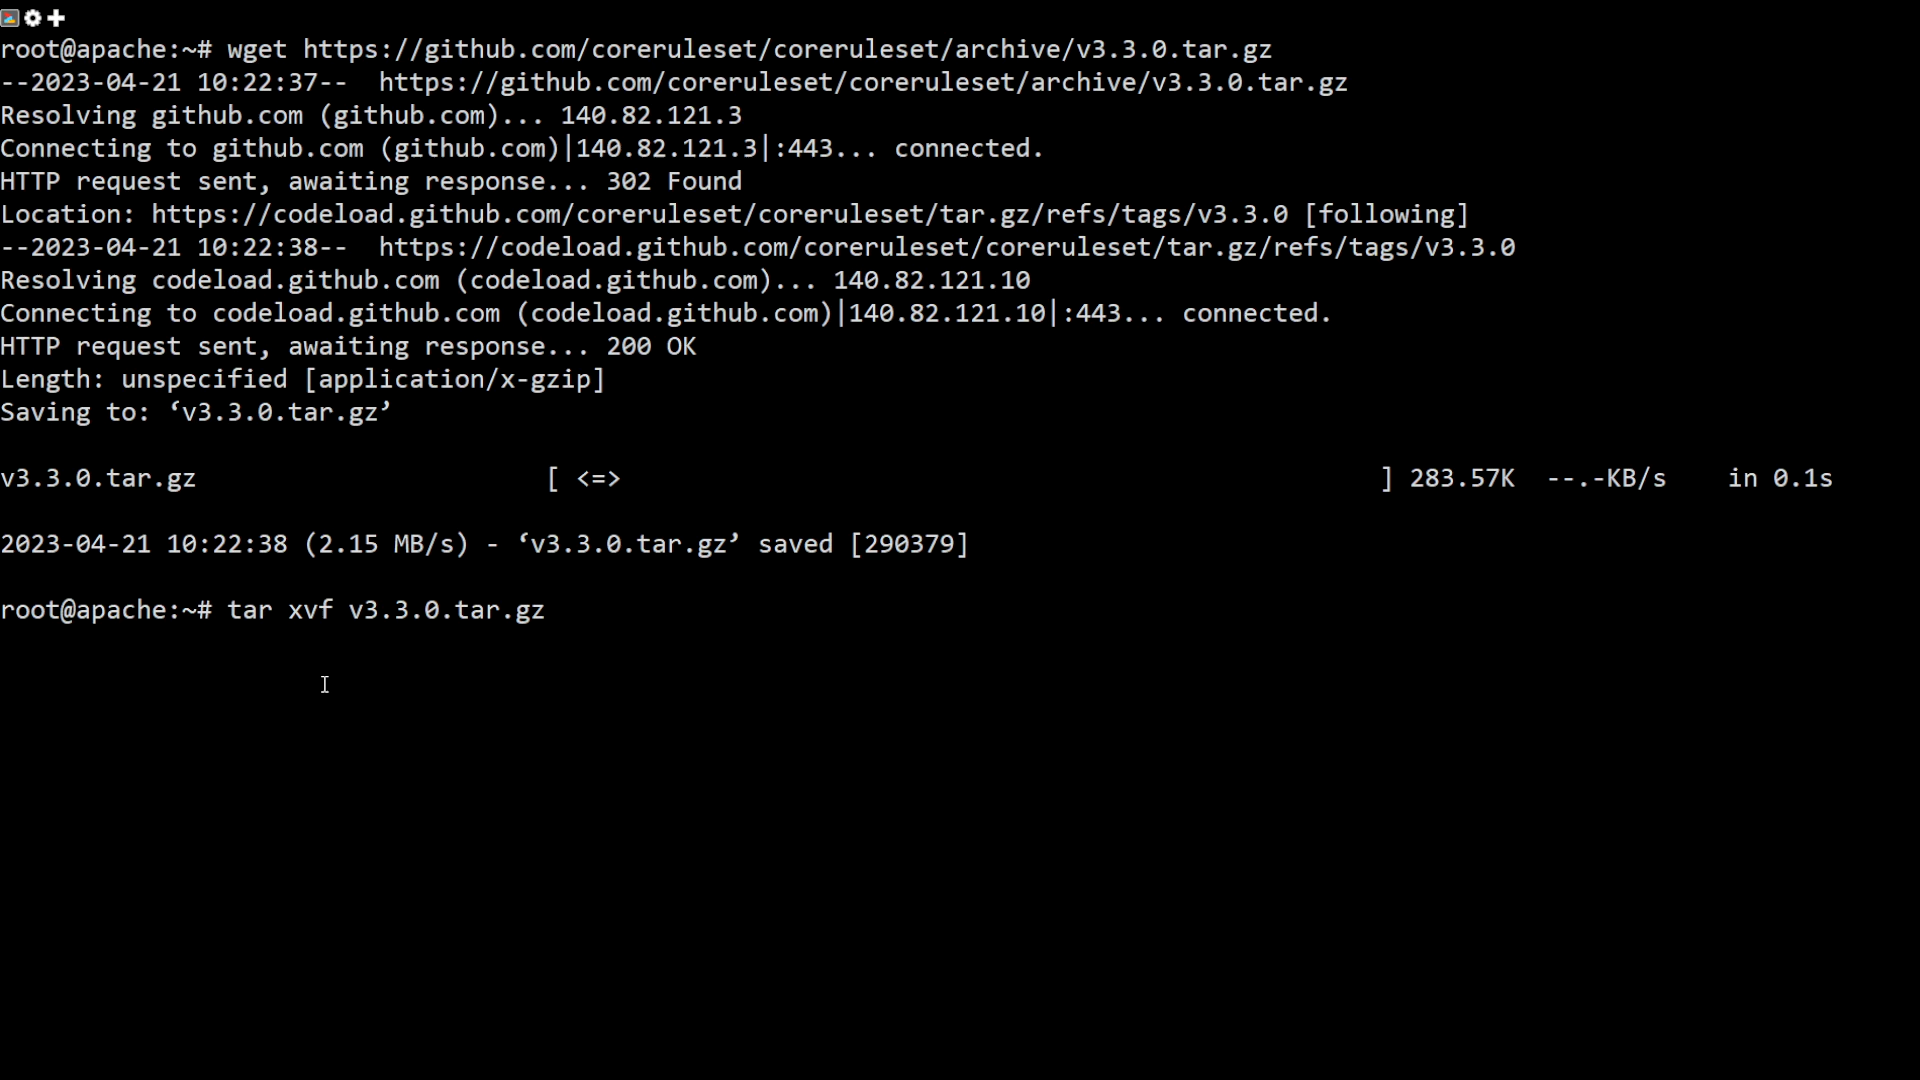 root@apache:~# wget https://github.com/coreruleset/coreruleset/archive/v3.3.0.tar.gz
--2023-04-21 10:22:37--  https://github.com/coreruleset/coreruleset/archive/v3.3.0.tar.gz
Resolving github.com (github.com)... 140.82.121.3
Connecting to github.com (github.com)|140.82.121.3|:443... connected.
HTTP request sent, awaiting response... 302 Found
Location: https://codeload.github.com/coreruleset/coreruleset/tar.gz/refs/tags/v3.3.0 [following]
--2023-04-21 10:22:38--  https://codeload.github.com/coreruleset/coreruleset/tar.gz/refs/tags/v3.3.0
Resolving codeload.github.com (codeload.github.com)... 140.82.121.10
Connecting to codeload.github.com (codeload.github.com)|140.82.121.10|:443... connected.
HTTP request sent, awaiting response... 200 OK
Length: unspecified [application/x-gzip]
Saving to: ‘v3.3.0.tar.gz’
v3.3.0.tar.gz [ <=> ] 283.57K --.-KB/s in 0.1s
2023-04-21 10:22:38 (2.15 MB/s) - ‘v3.3.0.tar.gz’ saved [290379]
root@apache:~# tar xvf v3.3.0.tar.gz